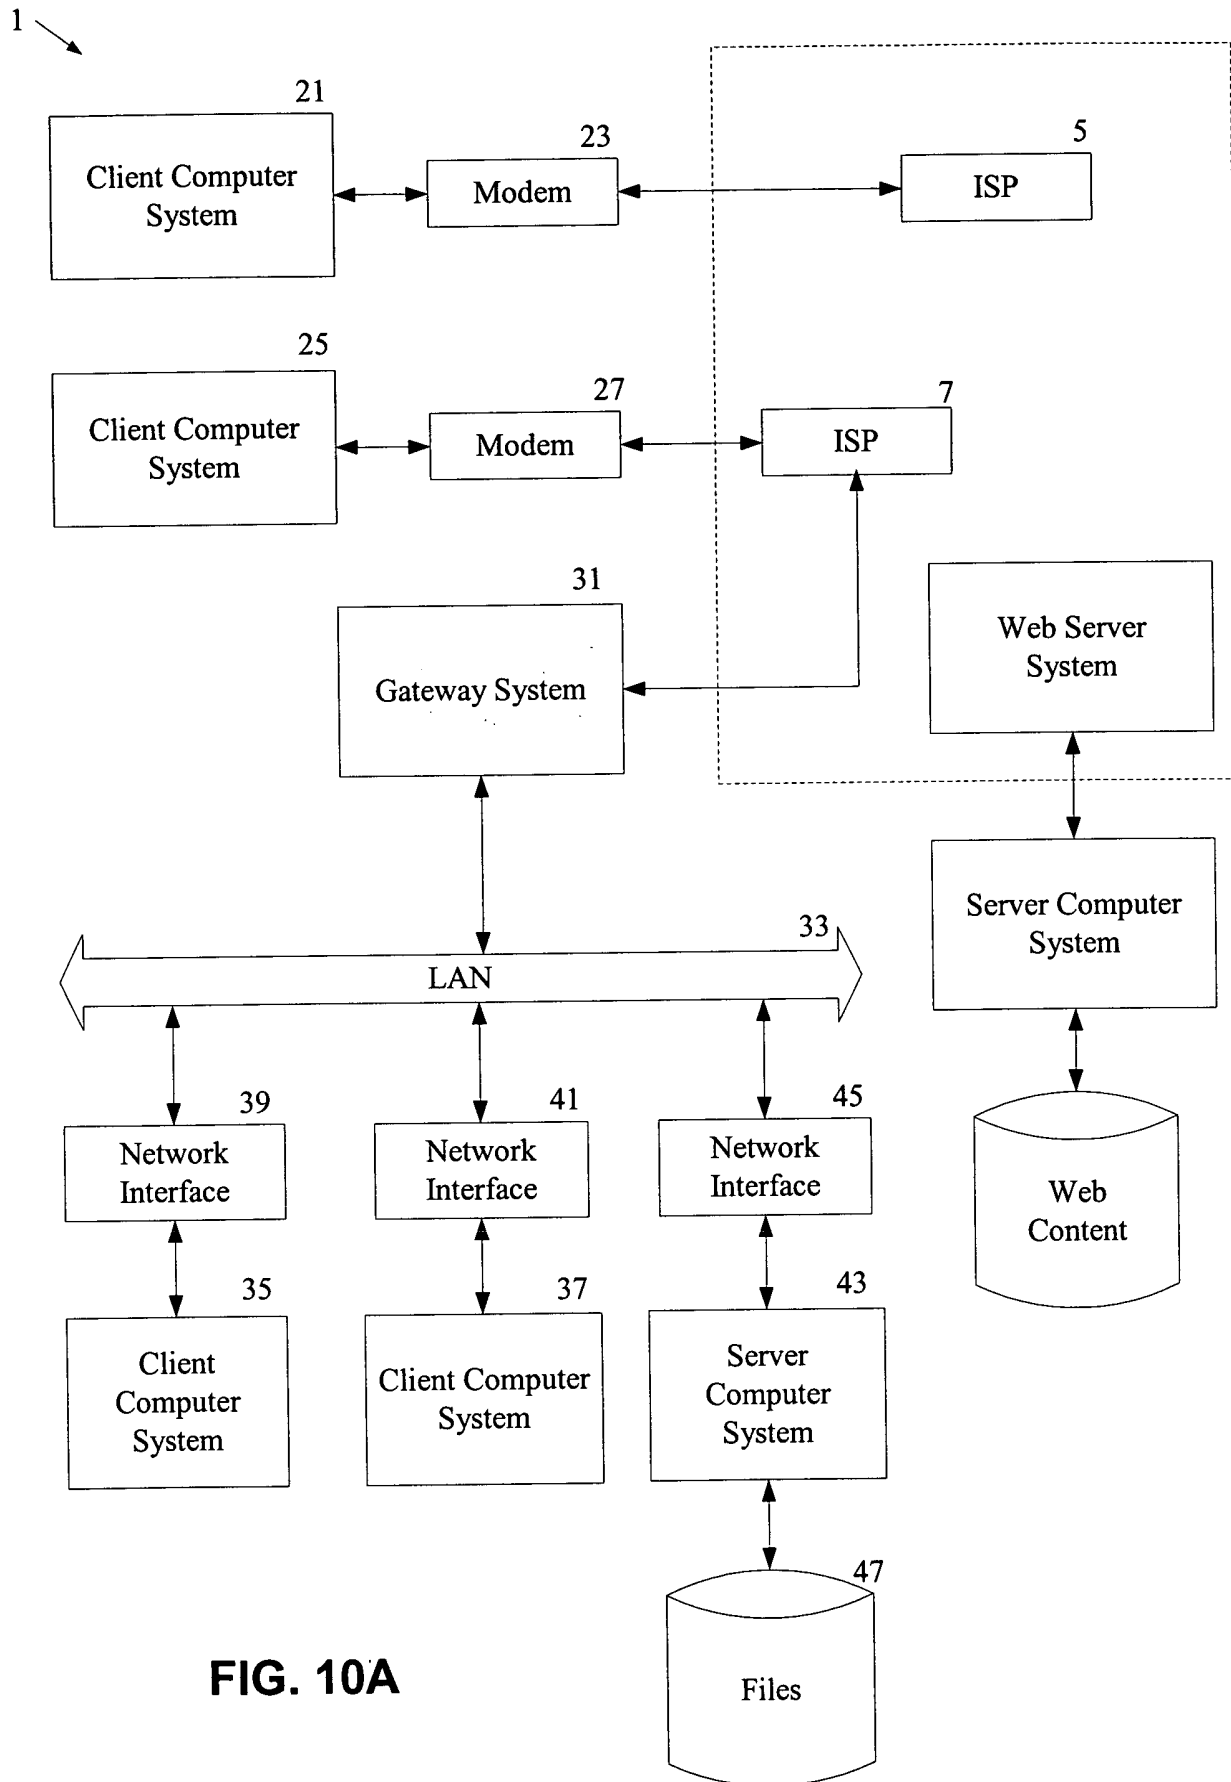 1
21
Client Computer
System
23
Modem
5
ISP
25
Client Computer
System
27
Modem
7
ISP
31
Gateway System
Web Server
System
Server Computer
System
33
LAN
39
Network
Interface
41
Network
Interface
45
Network
Interface
Web
Content
35
Client
Computer
System
37
Client Computer
System
43
Server
Computer
System
47
Files
FIG. 10A